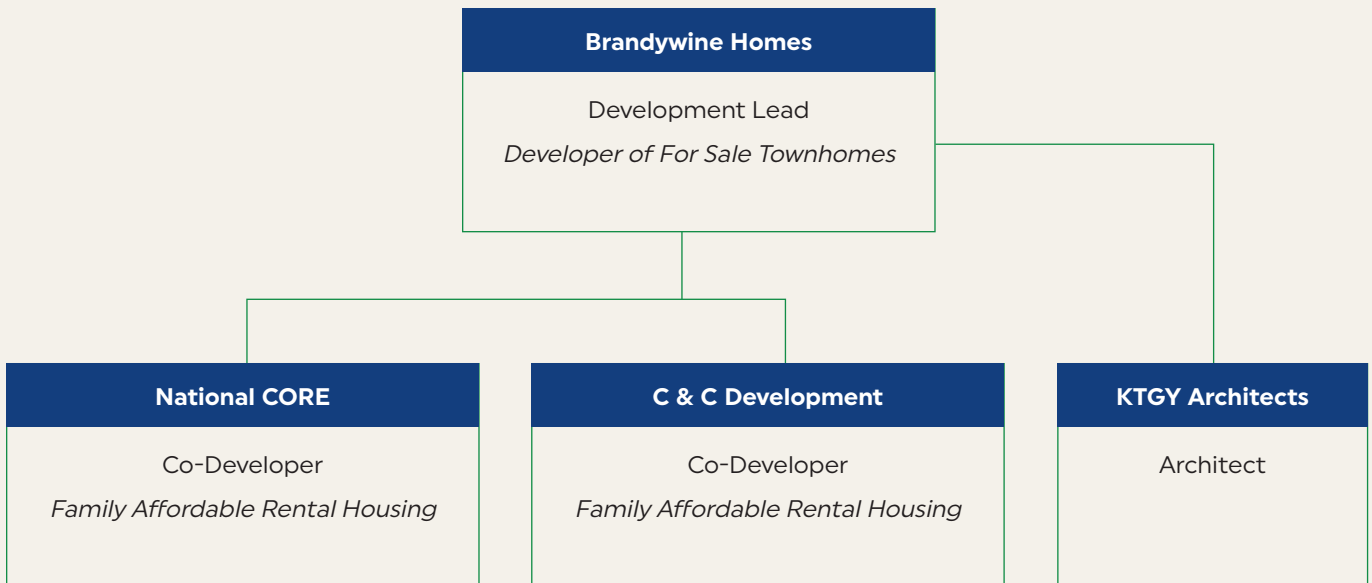 Brandywine Homes
Development Lead
Developer of For Sale Townhomes
National CORE
Co-Developer
Family Affordable Rental Housing
C & C Development
Co-Developer
Family Affordable Rental Housing
KTGY Architects
Architect